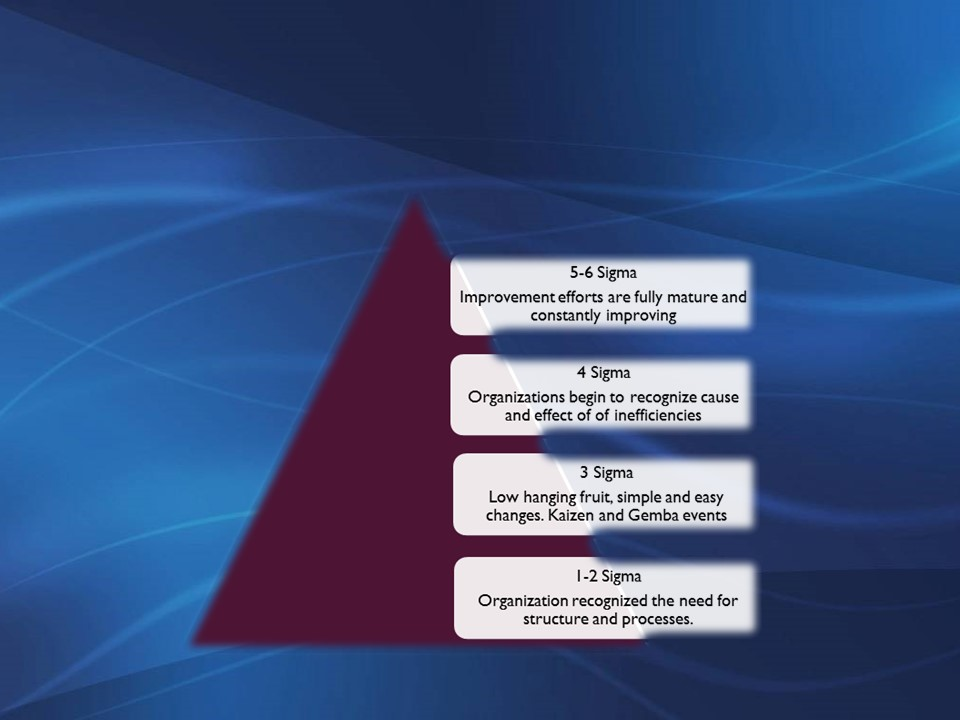 5-6 Sigma
Improvement efforts are fully mature and
constantly improving
4 Sigma
Organizations begin to recognize cause
and effect of of inefficiencies
3 Sigma
Low hanging fruit, simple and easy
changes. Kaizen and Gemba events
1-2 Sigma
Organization recognized the need for
structure and processes.